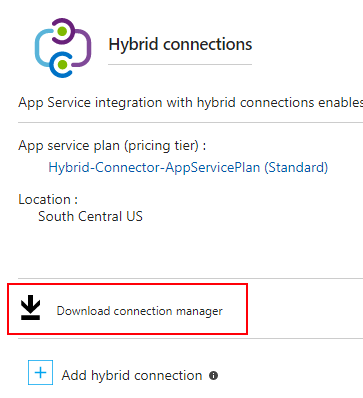 Hybrid connections
App Service integration with hybrid connections enables
App service plan (pricing tier) :
Hybrid-Connector-AppServicePlan (Standard)
Location :
South Central US
Download connection manager
Add hybrid connection